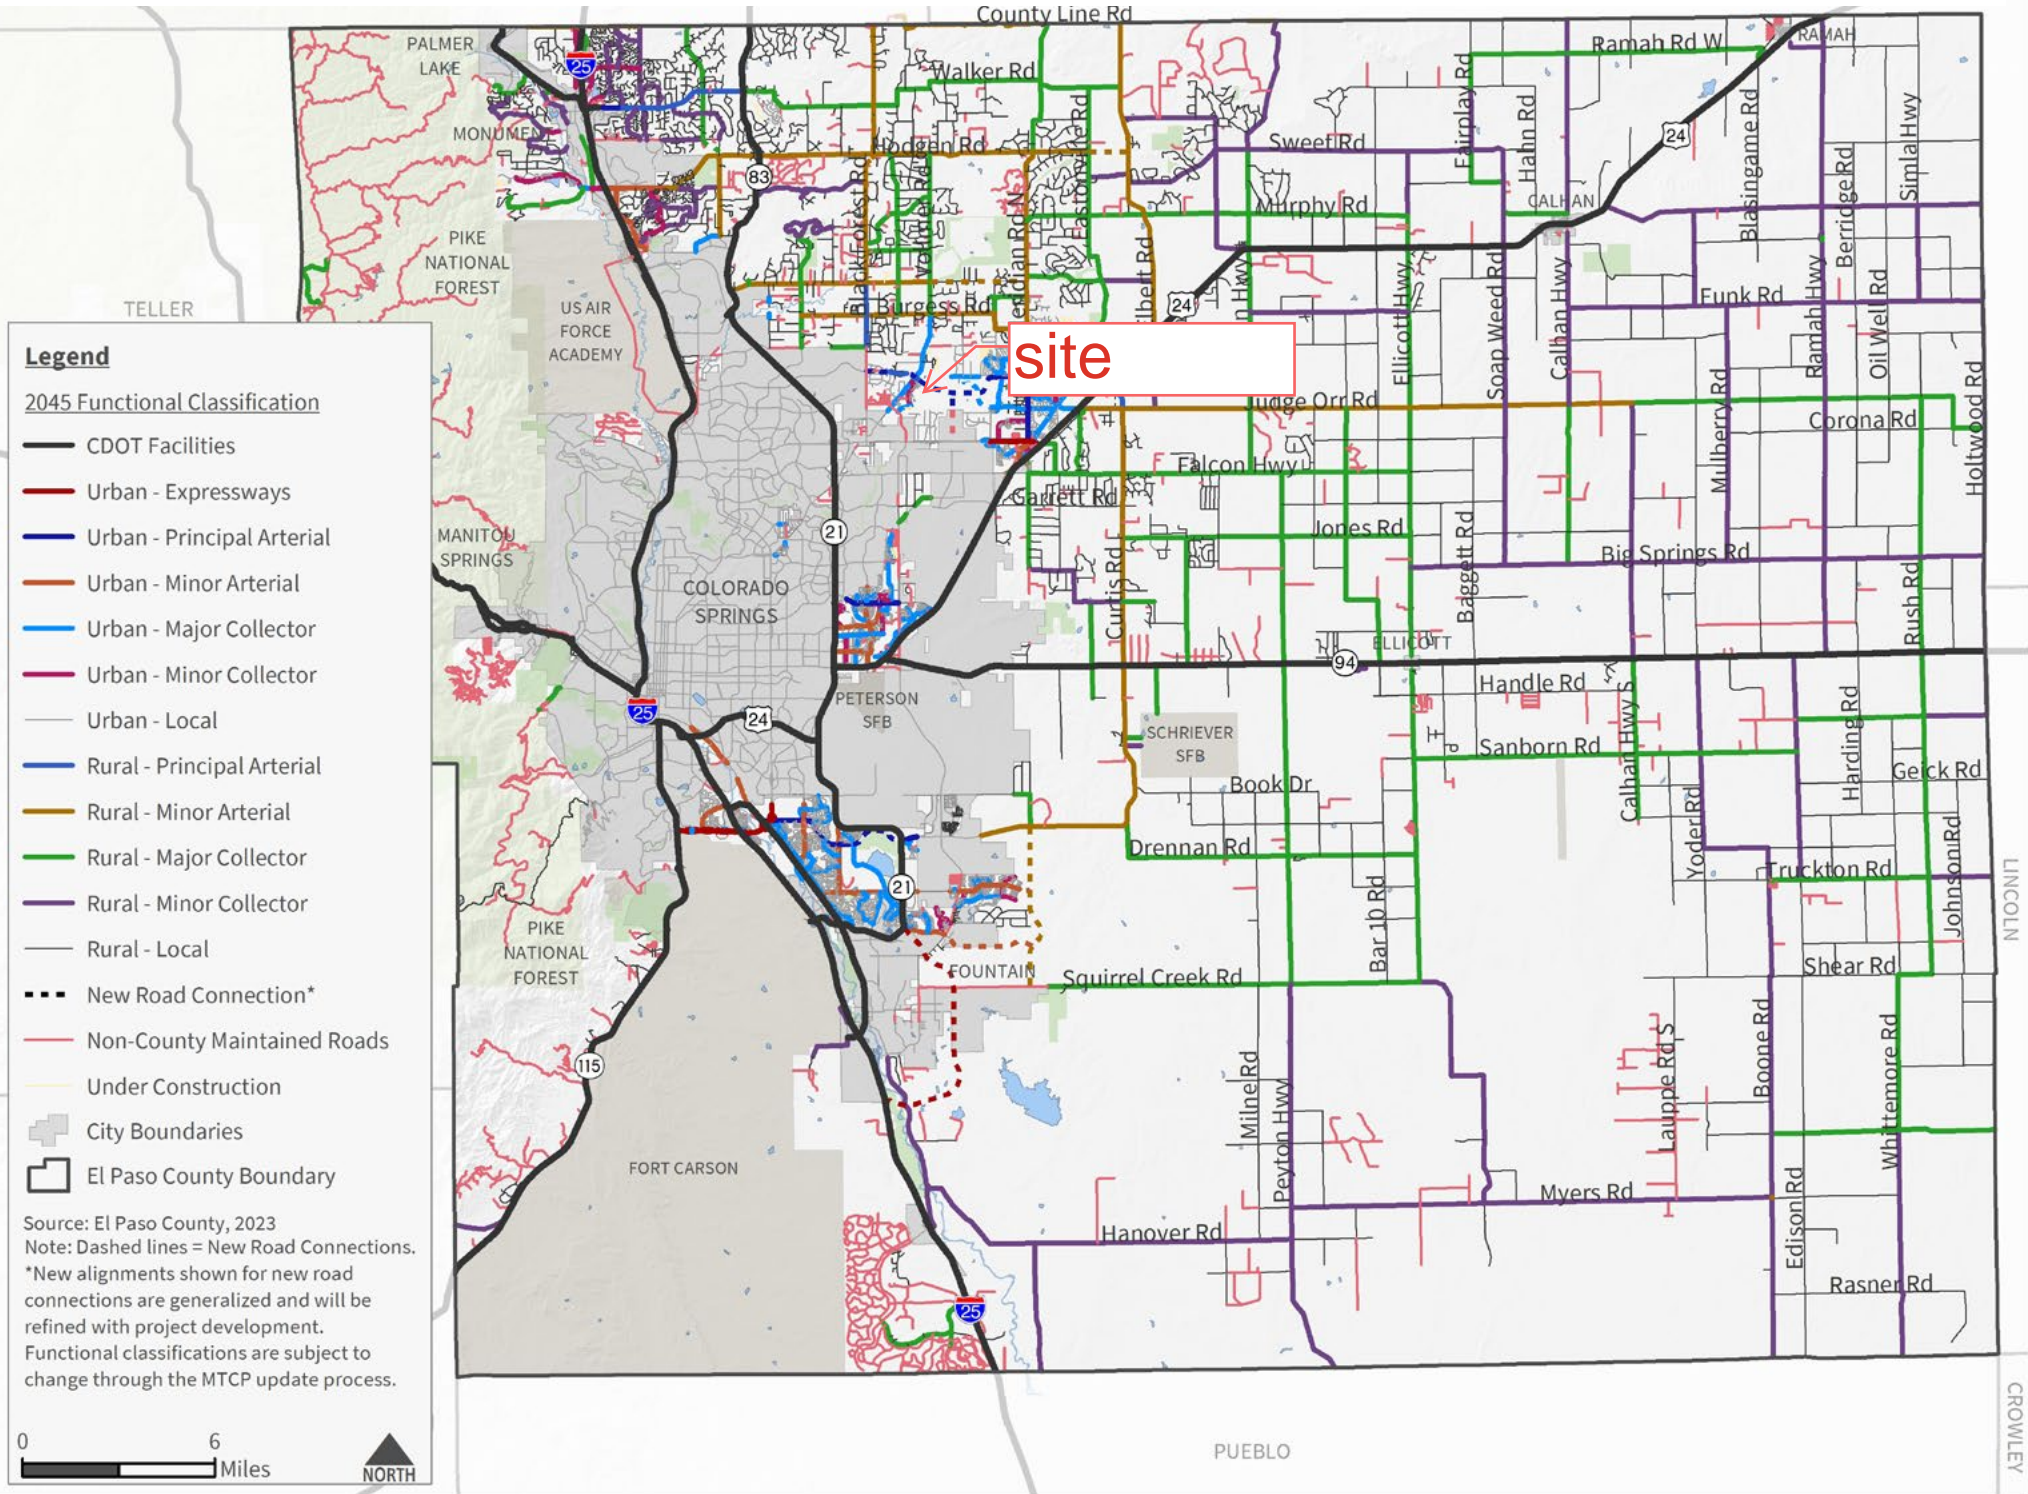 County Line Rd
PALMER
LAKE
25
Walker Rd
Ramah Rd W
RAMAH
MONUMENT
Hodgen Rd
83
Sweet Rd
Fairplay Rd
Hahn Rd
24
Blasingame Rd
Berridge Rd
Simla Hwy
Murphy Rd
CALHAN
PIKE
NATIONAL
FOREST
TELLER
US AIR
FORCE
ACADEMY
Burgess Rd
24
Ellicott Hwy
Soap Weed Rd
Calhan Hwy
Funk Rd
Ramah Hwy
Oil Well Rd
site
Judge Orr Rd
Mulberry Rd
Corona Rd
Holtwood Rd
Falcon Hwy
Garrett Rd
MANITOU
SPRINGS
21
Jones Rd
Baggett Rd
Big Springs Rd
COLORADO
SPRINGS
Curtis Rd
Rush Rd
ELLICOTT
94
PETERSON
SFB
25
24
SCHRIEVER
SFB
Handle Rd
Sanborn Rd
Calhan Hwy S
Harding Rd
Geick Rd
Book Dr
Yoder Rd
Drennan Rd
Truckton Rd
Johnson Rd
LINCOLN
21
Bar 10 Rd
PIKE
NATIONAL
FOREST
FOUNTAIN
Squirrel Creek Rd
Shear Rd
115
Milne Rd
Peyton Hwy
Lauppe Rd S
Boone Rd
Whittemore Rd
FORT CARSON
Myers Rd
Edison Rd
Hanover Rd
Rasner Rd
25
PUEBLO
CROWLEY
Legend
2045 Functional Classification
CDOT Facilities
Urban - Expressways
Urban - Principal Arterial
Urban - Minor Arterial
Urban - Major Collector
Urban - Minor Collector
Urban - Local
Rural - Principal Arterial
Rural - Minor Arterial
Rural - Major Collector
Rural - Minor Collector
Rural - Local
New Road Connection*
Non-County Maintained Roads
Under Construction
City Boundaries
El Paso County Boundary
Source: El Paso County, 2023
Note: Dashed lines = New Road Connections.
*New alignments shown for new road
connections are generalized and will be
refined with project development.
Functional classifications are subject to
change through the MTCP update process.
0 6
Miles
NORTH